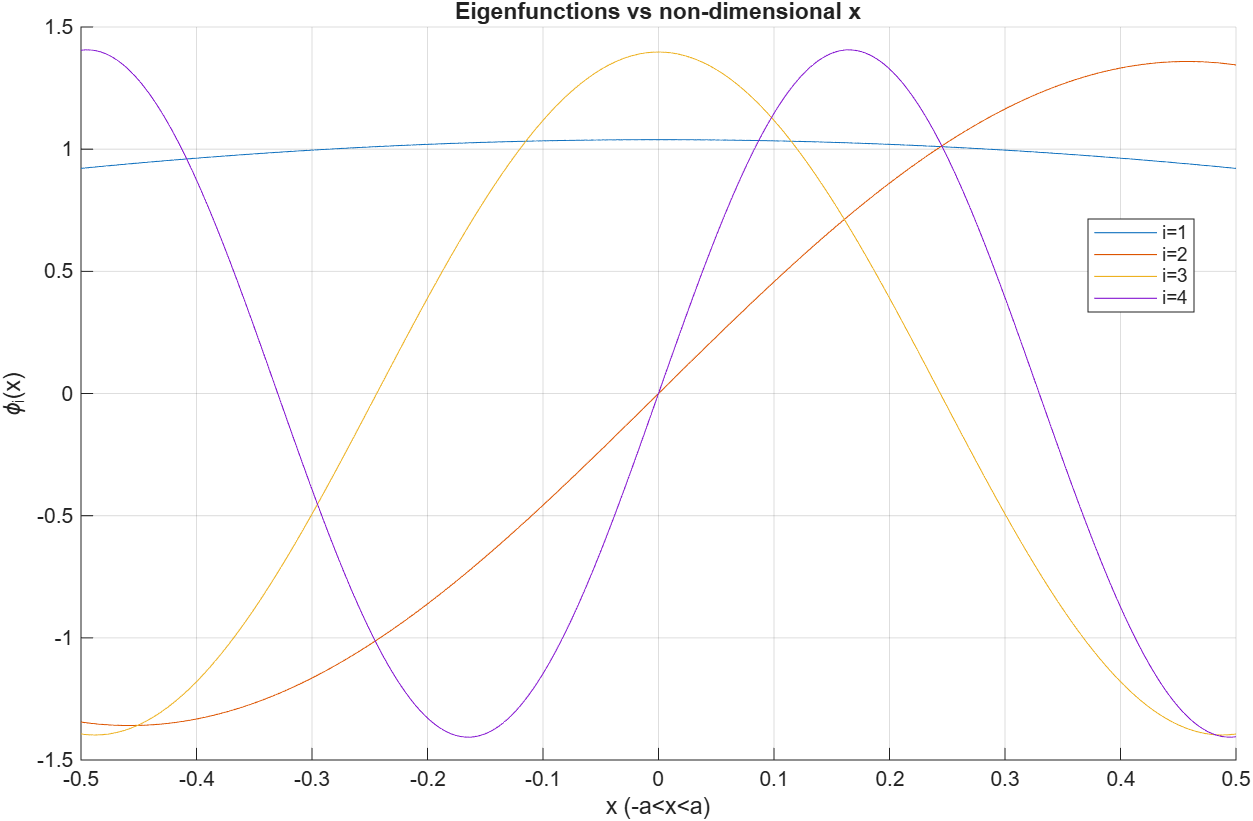 Eigenfunctions vs non-dimensional x
1.5
1
0.5
0
-0.5
-1
-1.5
ϕi(x)
i=1
i=2
i=3
i=4
-0.5 -0.4 -0.3 -0.2 -0.1 0 0.1 0.2 0.3 0.4 0.5
x (-a<x<a)